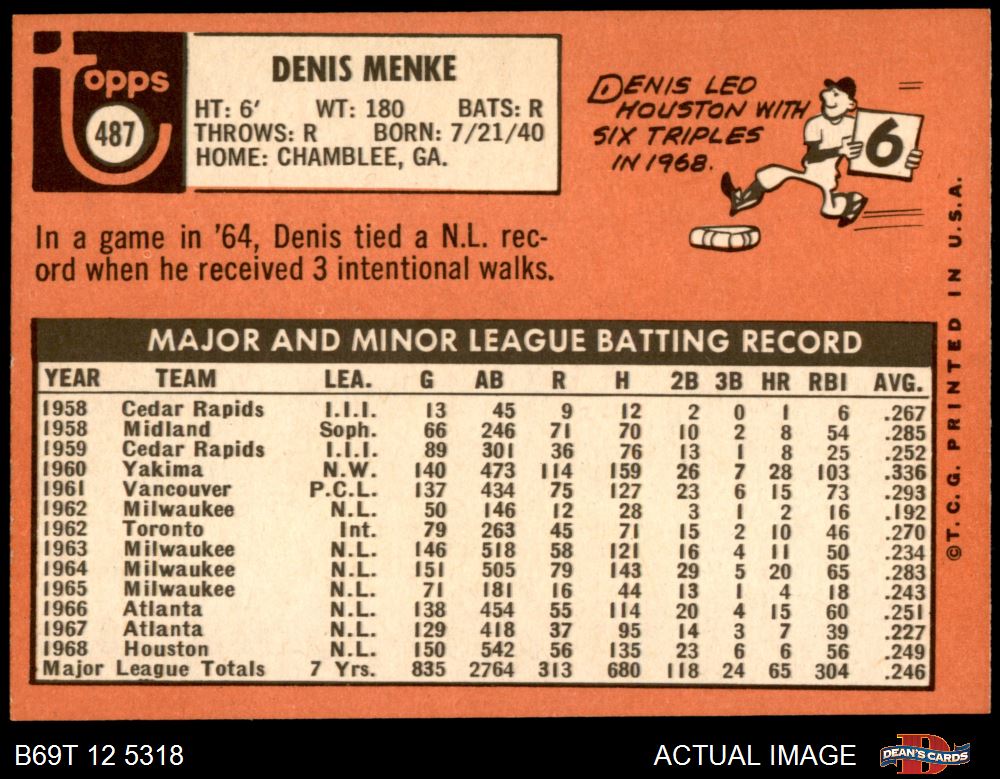 topps
487
DENIS MENKE
HT: 6' WT: 180 BATS: R
THROWS: R BORN: 7/21/40
HOME: CHAMBLEE, GA.
DENIS LED
HOUSTON WITH
SIX TRIPLES
IN 1968.
6
In a game in '64, Denis tied a N.L. rec-
ord when he received 3 intentional walks.
MAJOR AND MINOR LEAGUE BATTING RECORD
YEAR TEAM LEA. G AB R H 2B 3B HR RBI AVG.
1958 Cedar Rapids I.I.I. 13 45 9 12 2 0 1 6 .267
1958 Midland Soph. 66 246 71 70 10 2 8 54 .285
1959 Cedar Rapids I.I.I. 89 301 36 76 13 1 8 25 .252
1960 Yakima N.W. 140 473 114 159 26 7 28 103 .336
1961 Vancouver P.C.L. 137 434 75 127 23 6 15 73 .293
1962 Milwaukee N.L. 50 146 12 28 3 1 2 16 .192
1962 Toronto Int. 79 263 45 71 15 2 10 46 .270
1963 Milwaukee N.L. 146 518 58 121 16 4 11 50 .234
1964 Milwaukee N.L. 151 505 79 143 29 5 20 65 .283
1965 Milwaukee N.L. 71 181 16 44 13 1 4 18 .243
1966 Atlanta N.L. 138 454 55 114 20 4 15 60 .251
1967 Atlanta N.L. 129 418 37 95 14 3 7 39 .227
1968 Houston N.L. 150 542 56 135 23 6 6 56 .249
Major League Totals 7 Yrs. 835 2764 313 680 118 24 65 304 .246
©T.C.G. PRINTED IN U.S.A.
B69T 12 5318
ACTUAL IMAGE
DEAN'S CARDS